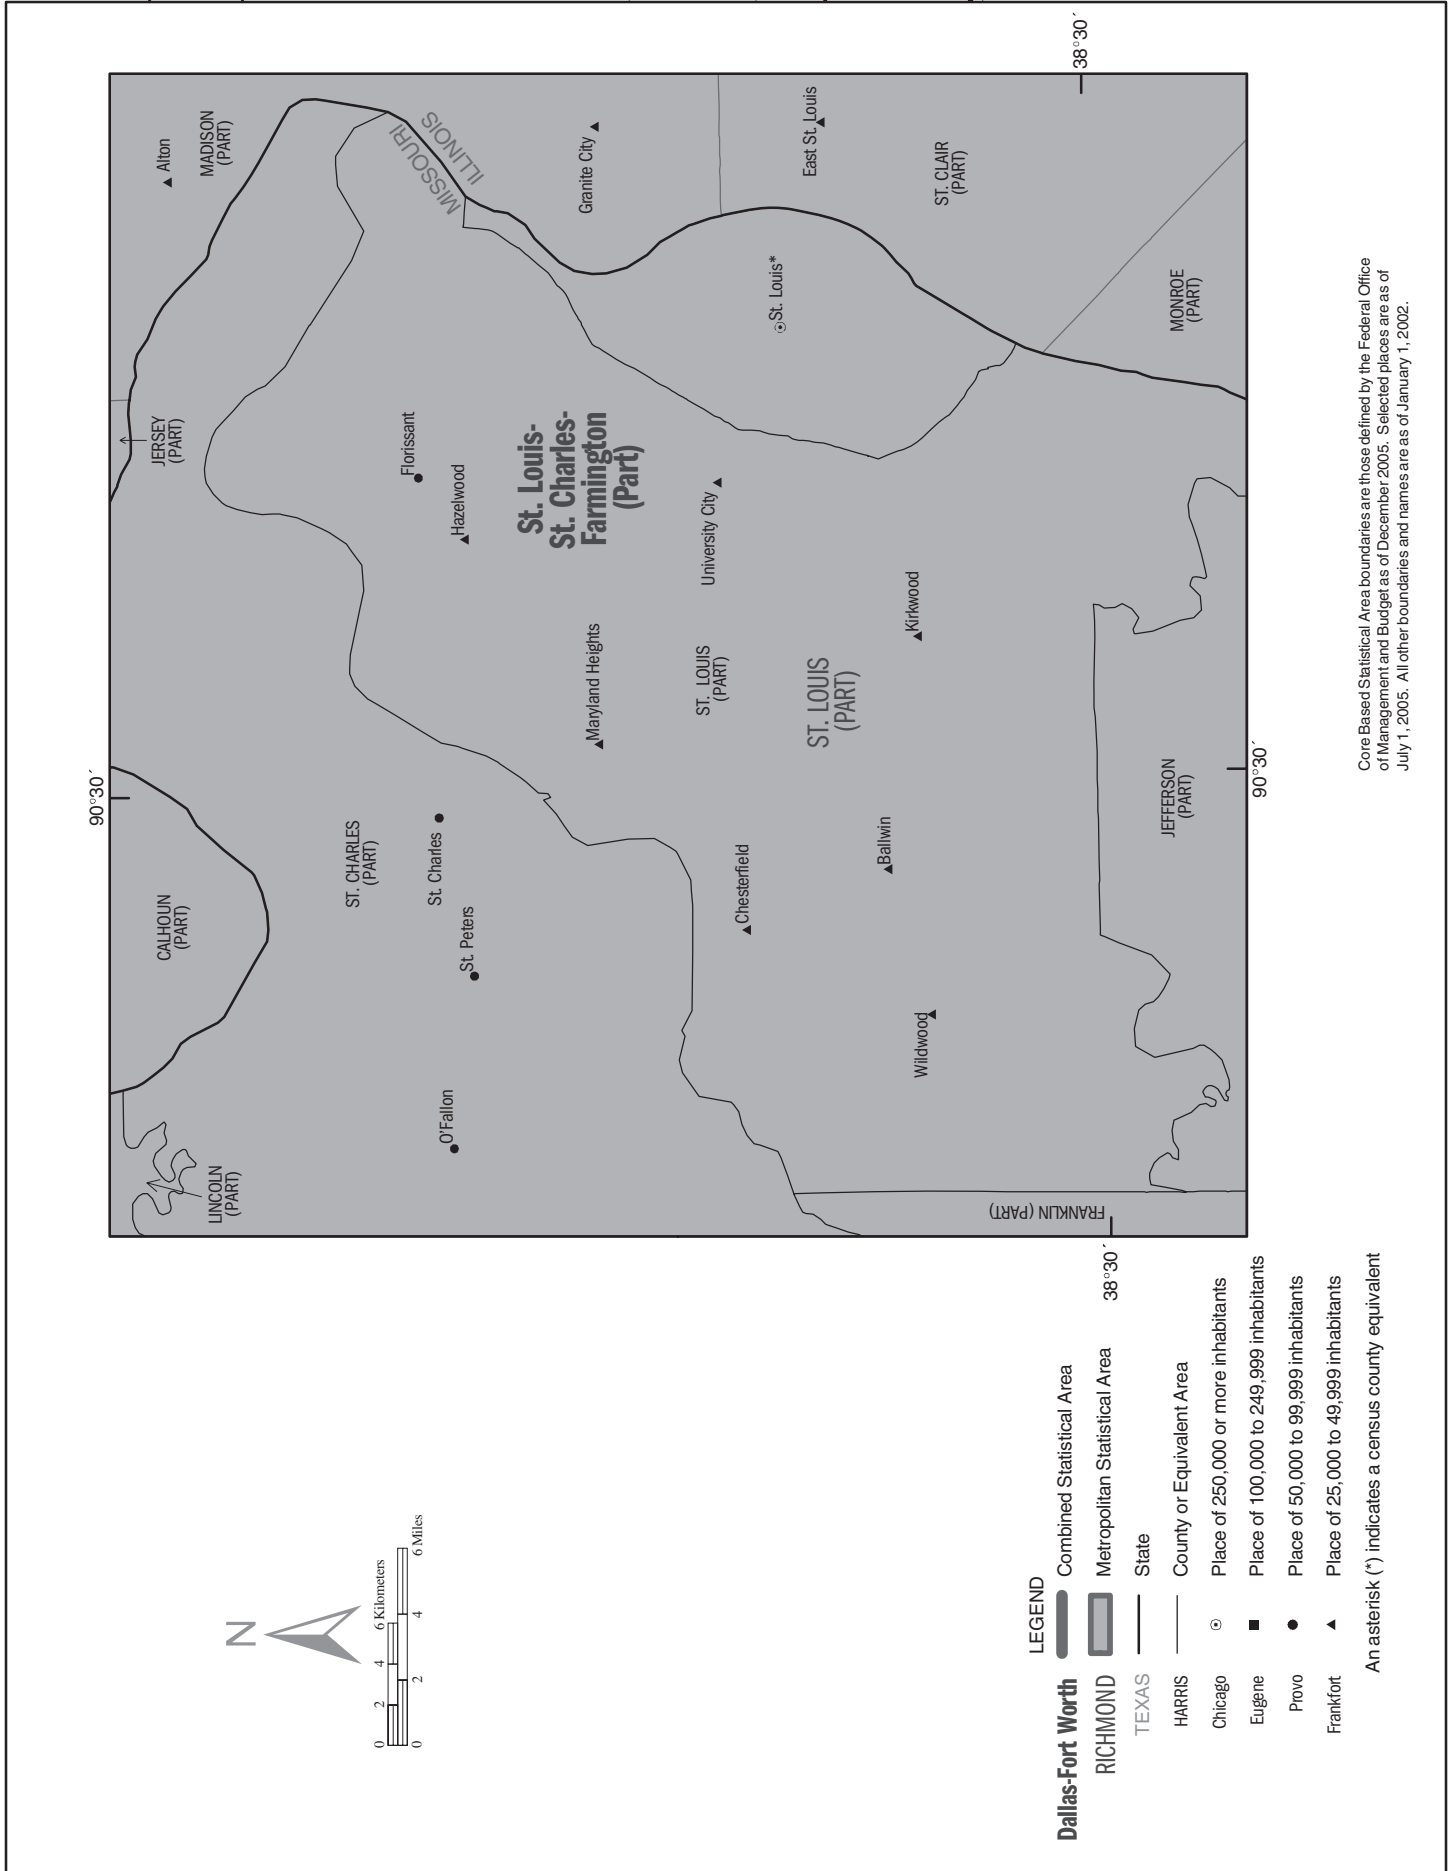 90°30´
38°30´
CALHOUN
(PART)
LINCOLN
(PART)
JERSEY
(PART)
Alton
MADISON
(PART)
MISSOURI
ILLINOIS
ST. CHARLES
(PART)
O'Fallon
St. Peters
St. Charles
Florissant
Hazelwood
St. Louis-
St. Charles-
Farmington
(Part)
Maryland Heights
Granite City
Chesterfield
ST. LOUIS
(PART)
University City
St. Louis*
East St. Louis
ST. LOUIS
(PART)
Ballwin
Kirkwood
Wildwood
ST. CLAIR
(PART)
FRANKLIN (PART)
JEFFERSON
(PART)
MONROE
(PART)
38°30´
90°30´
N
0 2 4 6 Kilometers
0 2 4 6 Miles
LEGEND
Dallas-Fort Worth Combined Statistical Area
RICHMOND Metropolitan Statistical Area
TEXAS State
HARRIS County or Equivalent Area
Chicago Place of 250,000 or more inhabitants
Eugene Place of 100,000 to 249,999 inhabitants
Provo Place of 50,000 to 99,999 inhabitants
Frankfort Place of 25,000 to 49,999 inhabitants
An asterisk (*) indicates a census county equivalent
Core Based Statistical Area boundaries are those defined by the Federal Office
of Management and Budget as of December 2005. Selected places are as of
July 1, 2005. All other boundaries and names are as of January 1, 2002.